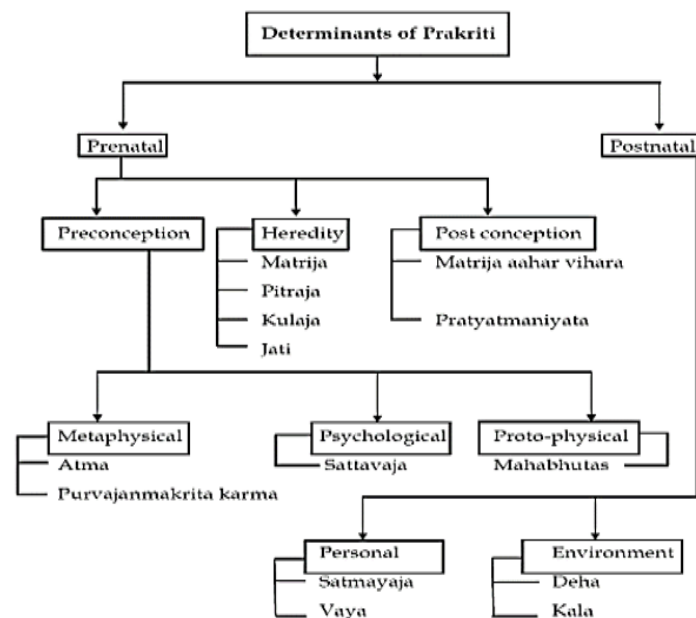 Determinants of Prakriti
Prenatal
Postnatal
Preconception
Heredity
Matrija
Pitraja
Kulaja
Jati
Post conception
Matrija aahar vihara
Pratyatmaniyata
Metaphysical
Atma
Purvajanmakrita karma
Psychological
Sattavaja
Proto-physical
Mahabhutas
Personal
Satmayaja
Vaya
Environment
Deha
Kala